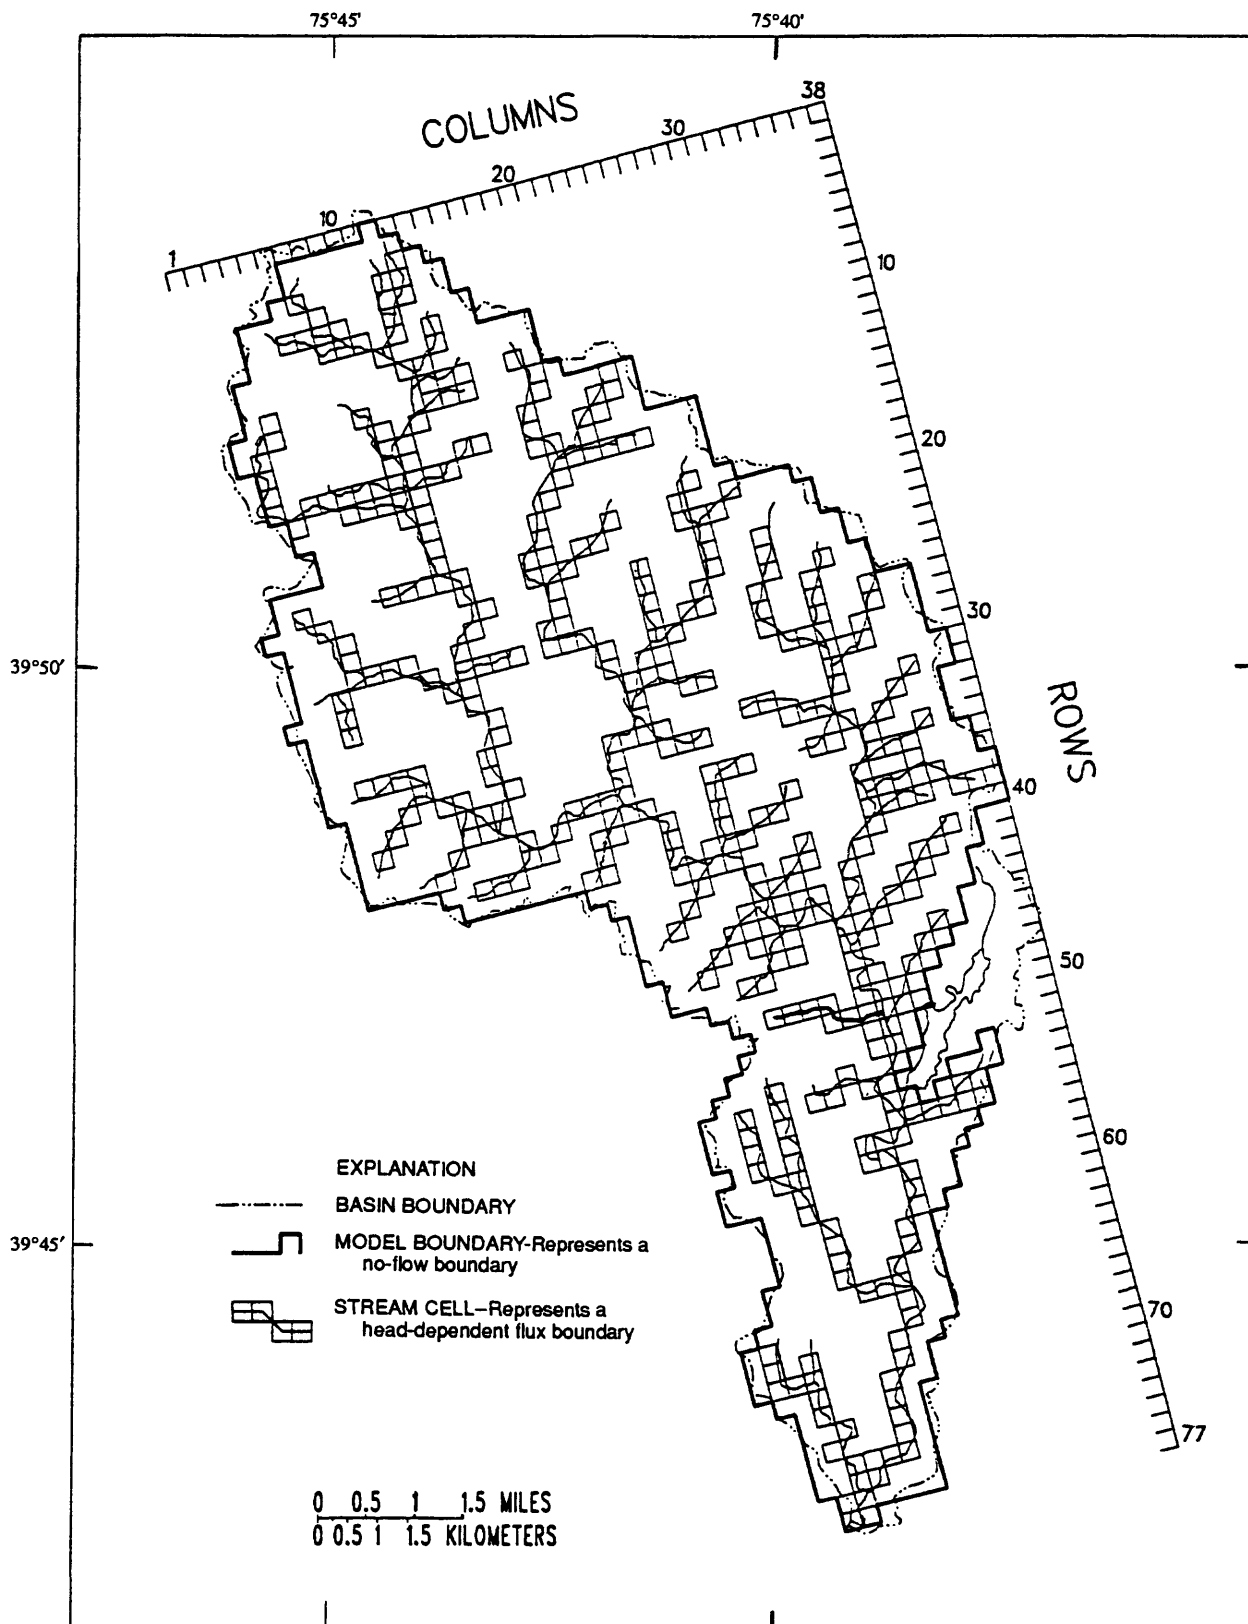 75°45' 75°40'
COLUMNS
1 10 20 30 38
10
20
30
39°50'
ROWS
40
50
60
EXPLANATION
BASIN BOUNDARY
MODEL BOUNDARY-Represents a
no-flow boundary
39°45'
STREAM CELL—Represents a
head-dependent flux boundary
70
77
0 0.5 1 1.5 MILES
0 0.5 1 1.5 KILOMETERS